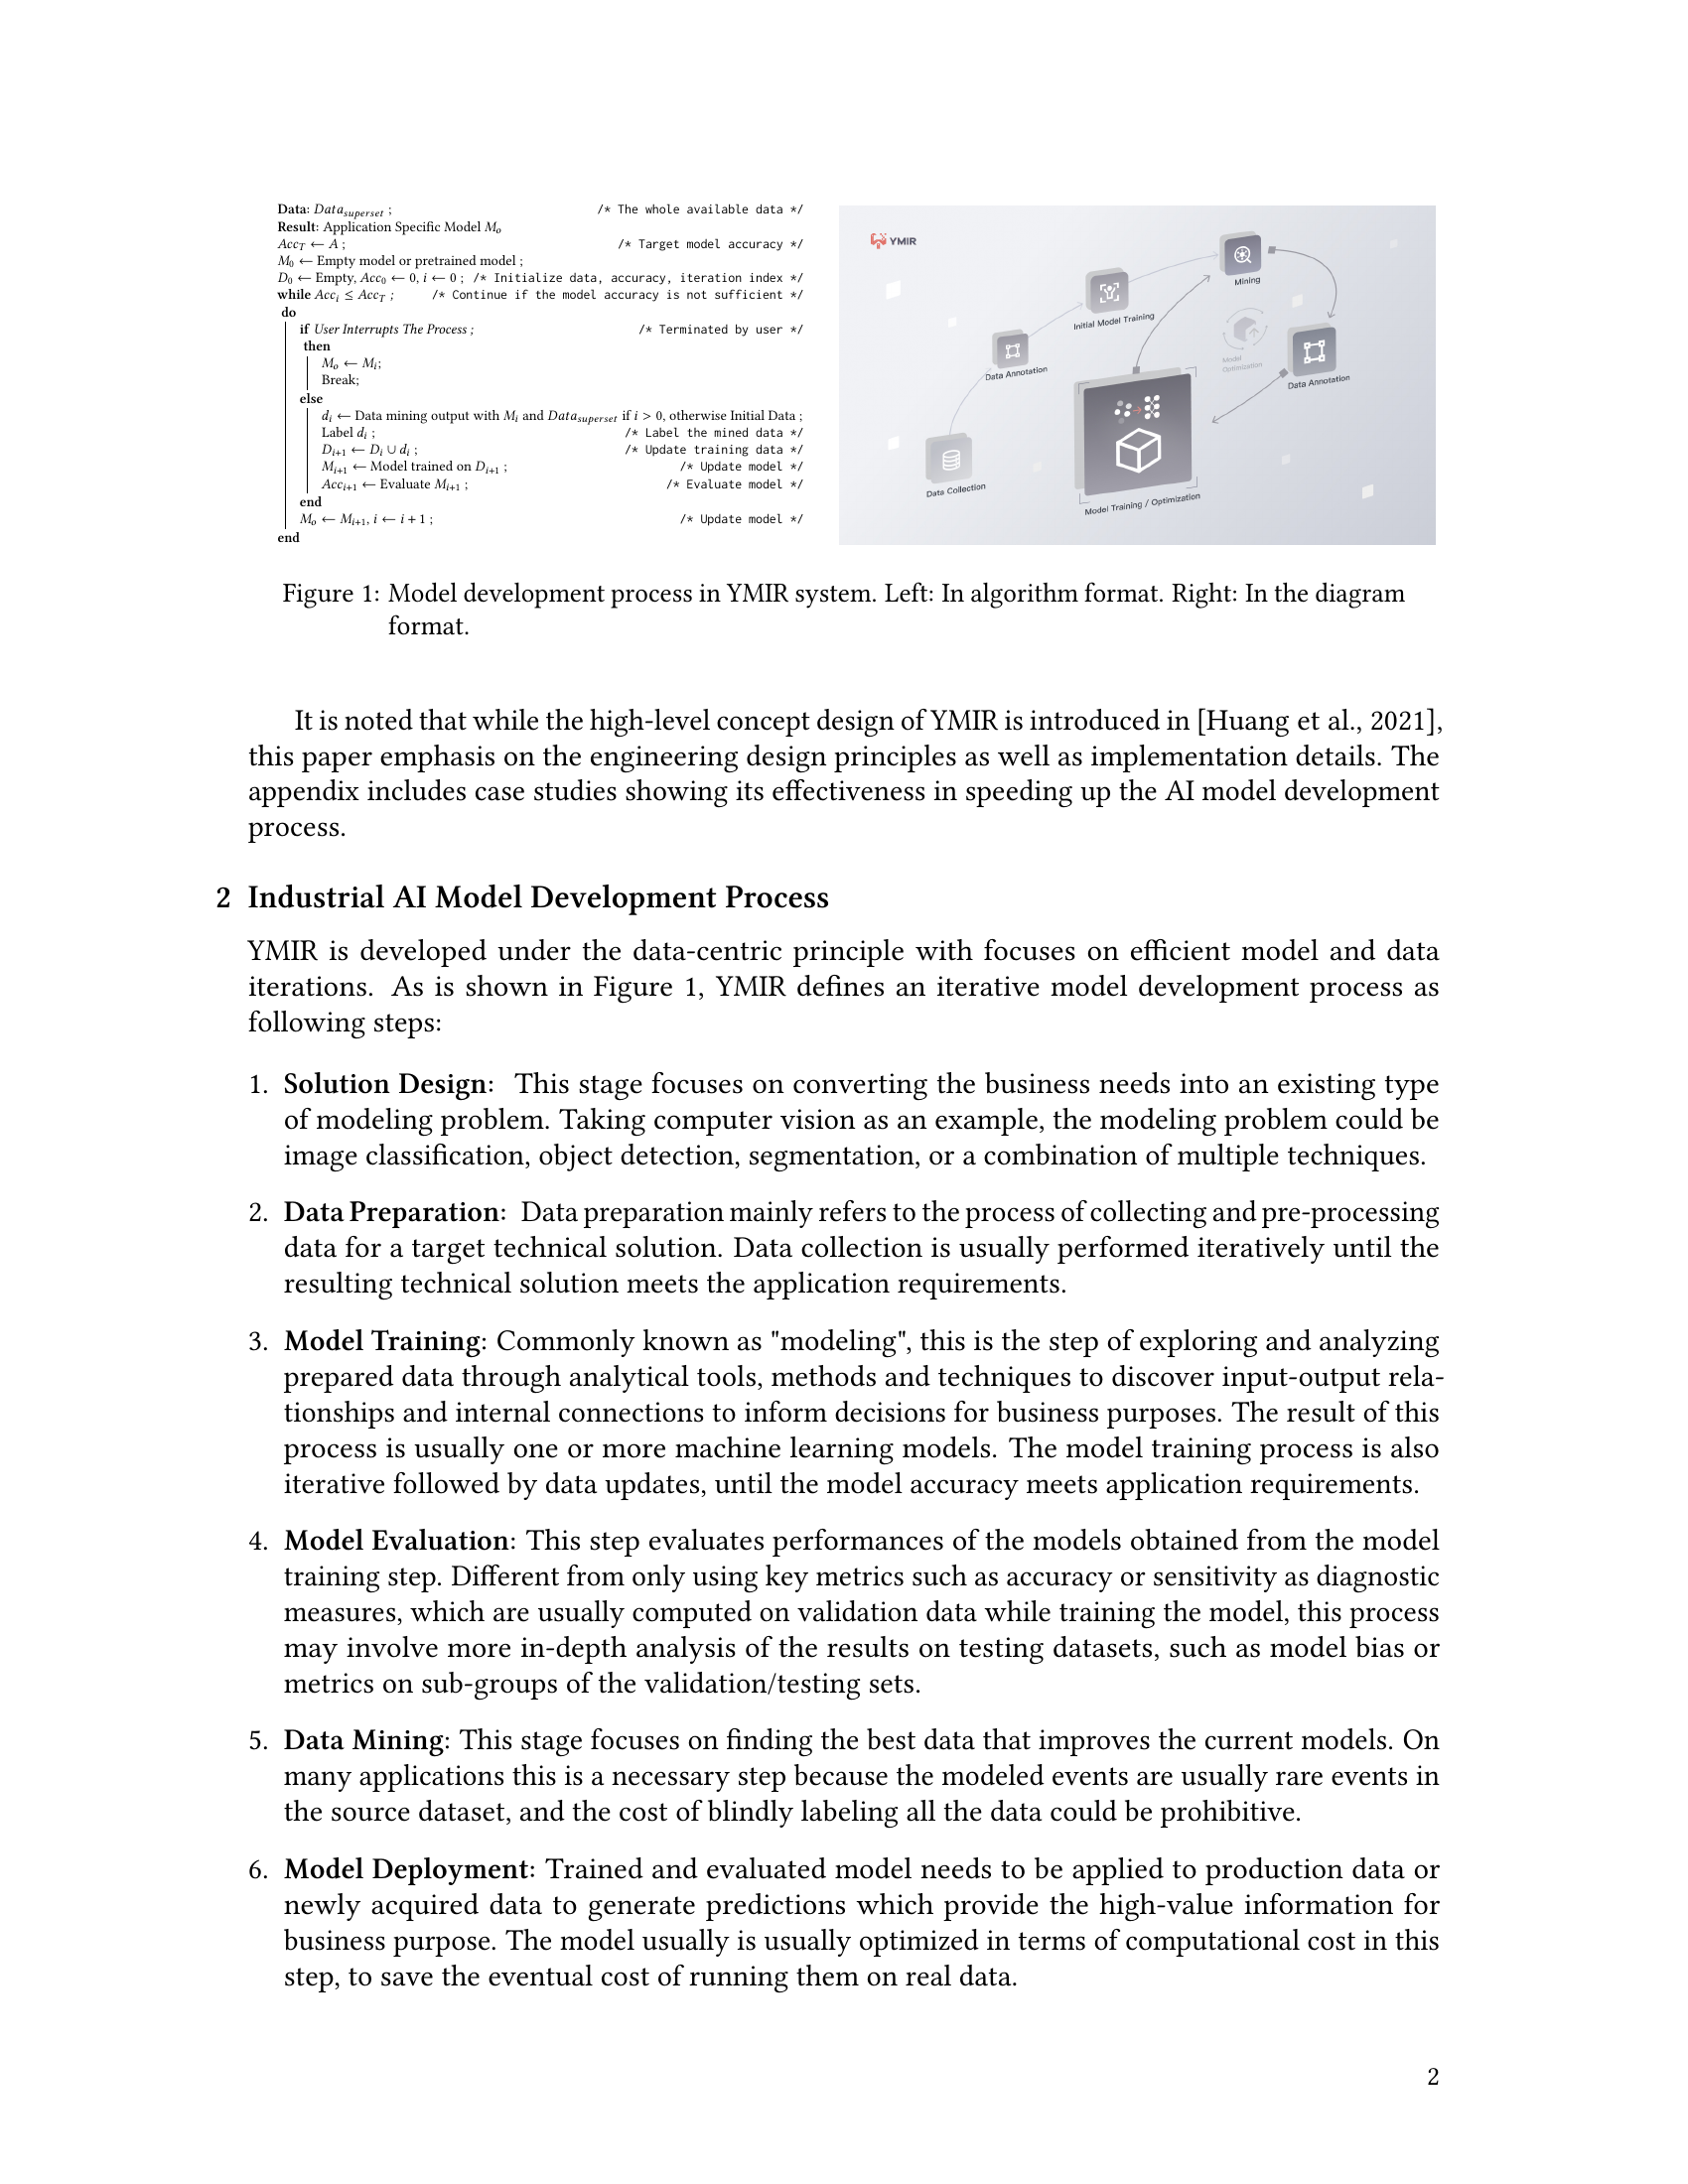 Data: Data_superset ; /* The whole available data */
Result: Application Specific Model M_o
Acc_T ← A ; /* Target model accuracy */
M_0 ← Empty model or pretrained model ;
D_0 ← Empty, Acc_0 ← 0, i ← 0 ; /* Initialize data, accuracy, iteration index */
while Acc_i ≤ Acc_T ; /* Continue if the model accuracy is not sufficient */
do
if User Interrupts The Process ; /* Terminated by user */
then
M_o ← M_i;
Break;
else
d_i ← Data mining output with M_i and Data_superset if i > 0, otherwise Initial Data ;
Label d_i ; /* Label the mined data */
D_i+1 ← D_i ∪ d_i ; /* Update training data */
M_i+1 ← Model trained on D_i+1 ; /* Update model */
Acc_i+1 ← Evaluate M_i+1 ; /* Evaluate model */
end
M_o ← M_i+1, i ← i + 1 ; /* Update model */
end
YMIR
Mining
Initial Model Training
Data Annotation
Model
Optimization
Data Annotation
Data Collection
Model Training / Optimization
Figure 1: Model development process in YMIR system. Left: In algorithm format. Right: In the diagram
format.
It is noted that while the high-level concept design of YMIR is introduced in [Huang et al., 2021],
this paper emphasis on the engineering design principles as well as implementation details. The
appendix includes case studies showing its effectiveness in speeding up the AI model development
process.
2 Industrial AI Model Development Process
YMIR is developed under the data-centric principle with focuses on efficient model and data
iterations. As is shown in Figure 1, YMIR defines an iterative model development process as
following steps:
1. Solution Design: This stage focuses on converting the business needs into an existing type
of modeling problem. Taking computer vision as an example, the modeling problem could be
image classification, object detection, segmentation, or a combination of multiple techniques.
2. Data Preparation: Data preparation mainly refers to the process of collecting and pre-processing
data for a target technical solution. Data collection is usually performed iteratively until the
resulting technical solution meets the application requirements.
3. Model Training: Commonly known as "modeling", this is the step of exploring and analyzing
prepared data through analytical tools, methods and techniques to discover input-output rela-
tionships and internal connections to inform decisions for business purposes. The result of this
process is usually one or more machine learning models. The model training process is also
iterative followed by data updates, until the model accuracy meets application requirements.
4. Model Evaluation: This step evaluates performances of the models obtained from the model
training step. Different from only using key metrics such as accuracy or sensitivity as diagnostic
measures, which are usually computed on validation data while training the model, this process
may involve more in-depth analysis of the results on testing datasets, such as model bias or
metrics on sub-groups of the validation/testing sets.
5. Data Mining: This stage focuses on finding the best data that improves the current models. On
many applications this is a necessary step because the modeled events are usually rare events in
the source dataset, and the cost of blindly labeling all the data could be prohibitive.
6. Model Deployment: Trained and evaluated model needs to be applied to production data or
newly acquired data to generate predictions which provide the high-value information for
business purpose. The model usually is usually optimized in terms of computational cost in this
step, to save the eventual cost of running them on real data.
2